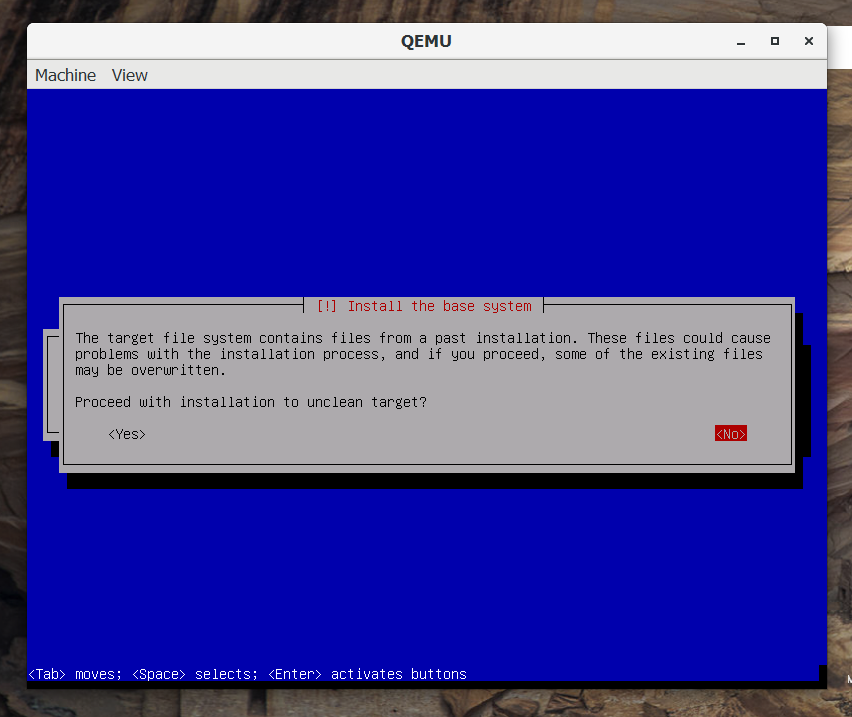 QEMU
Machine View
[!] Install the base system
The target file system contains files from a past installation. These files could cause
problems with the installation process, and if you proceed, some of the existing files
may be overwritten.
Proceed with installation to unclean target?
<Yes> <No>
<Tab> moves; <Space> selects; <Enter> activates buttons